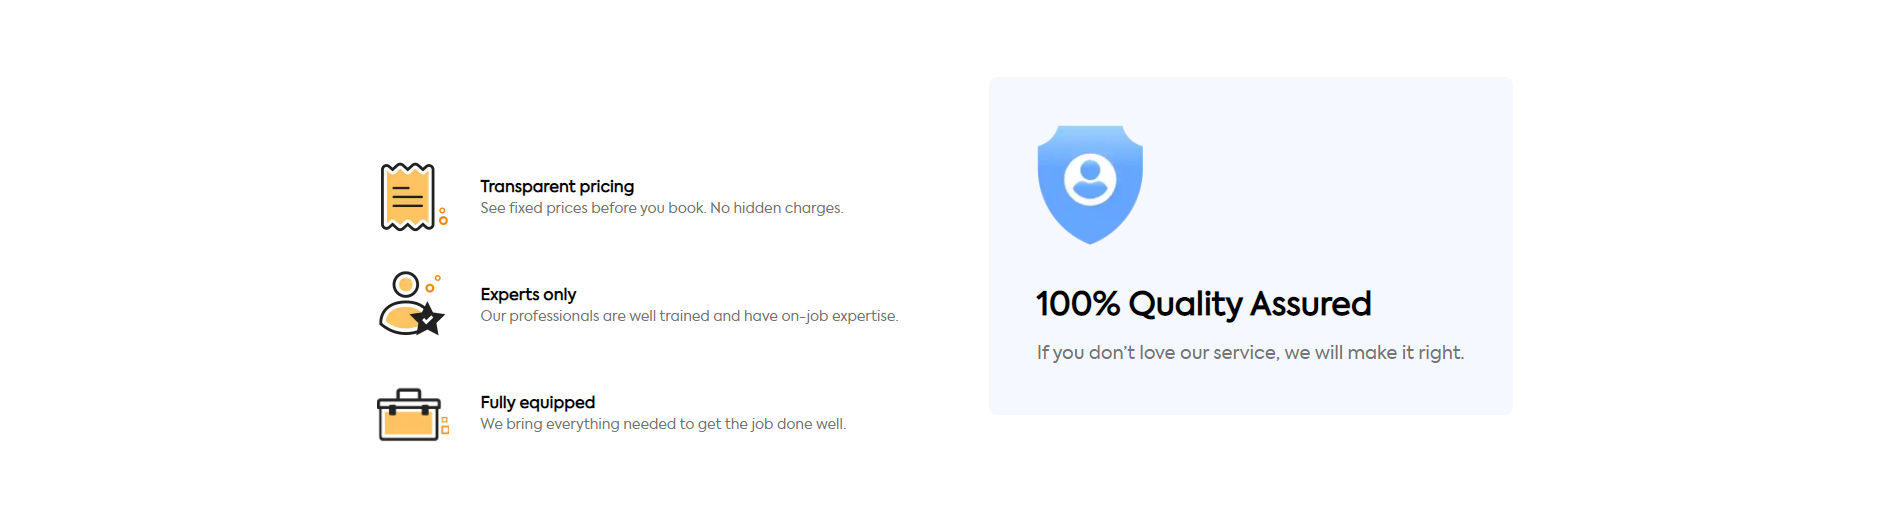 Transparent pricing
See fixed prices before you book. No hidden charges.
Experts only
Our professionals are well trained and have on-job expertise.
Fully equipped
We bring everything needed to get the job done well.
100% Quality Assured
If you don’t love our service, we will make it right.